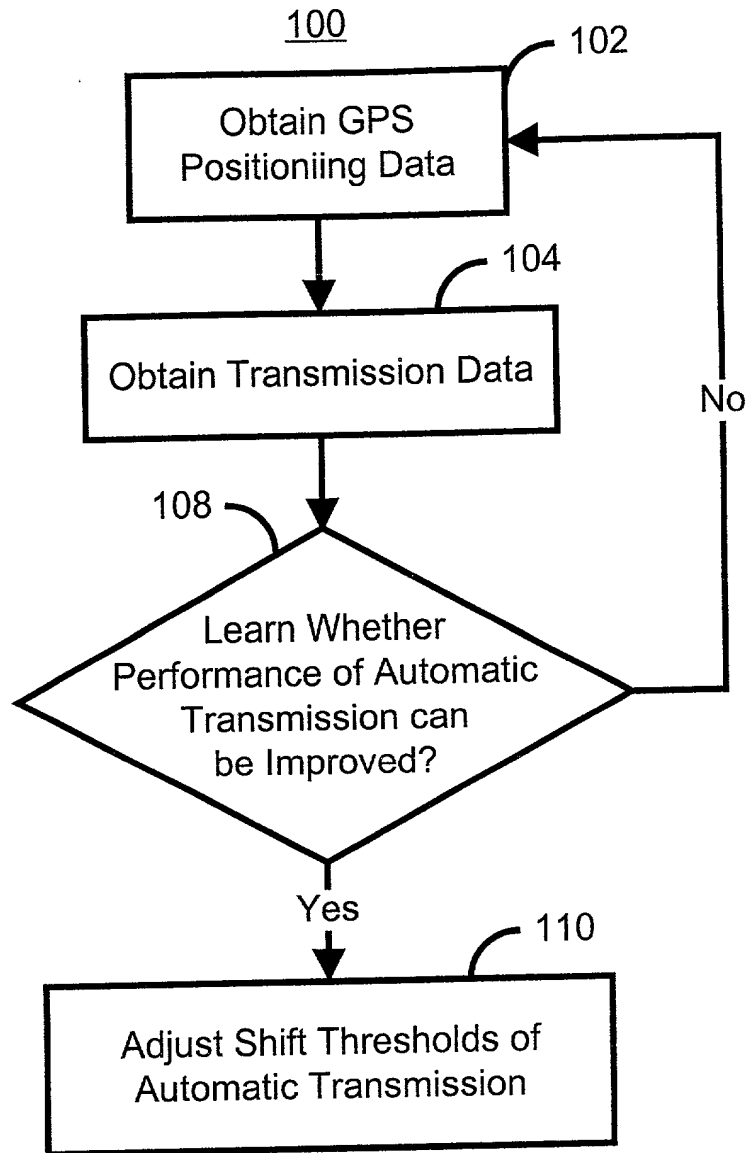 100
102
Obtain GPS
Positioniing Data
104
Obtain Transmission Data
No
108
Learn Whether
Performance of Automatic
Transmission can
be Improved?
Yes
110
Adjust Shift Thresholds of
Automatic Transmission